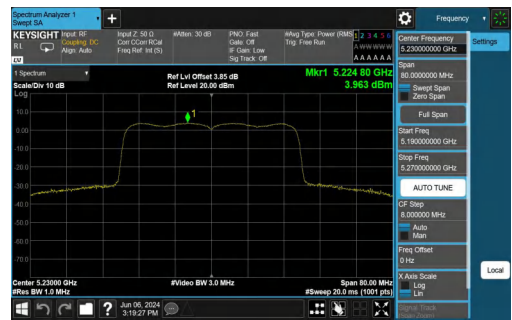 Spectrum Analyzer 1
Swept SA
Frequency
KEYSIGHT
RL
Input: RF
Coupling: DC
Align: Auto
Input Z: 50 Ω
Corr CCorr RCal
Freq Ref: Int (S)
#Atten: 30 dB
PNO: Fast
Gate: Off
IF Gain: Low
Sig Track: Off
#Avg Type: Power (RMS
Trig: Free Run
1 2 3 4 5 6
A W W W W W
A A A A A A
LV
1 Spectrum
Scale/Div 10 dB
Log
Ref Lvl Offset 3.85 dB
Ref Level 20.00 dBm
Mkr1 5.224 80 GHz
3.963 dBm
1
10.0
0.00
-10.0
-20.0
-30.0
-40.0
-50.0
-60.0
-70.0
Center 5.23000 GHz
#Res BW 1.0 MHz
#Video BW 3.0 MHz
Span 80.00 MHz
#Sweep 20.0 ms (1001 pts)
Center Frequency
5.230000000 GHz
Span
80.0000000 MHz
Swept Span
Zero Span
Full Span
Start Freq
5.190000000 GHz
Stop Freq
5.270000000 GHz
AUTO TUNE
CF Step
8.000000 MHz
Auto
Man
Freq Offset
0 Hz
X Axis Scale
Log
Lin
Signal Track
Settings
Local
Jun 06, 2024
3:19:27 PM